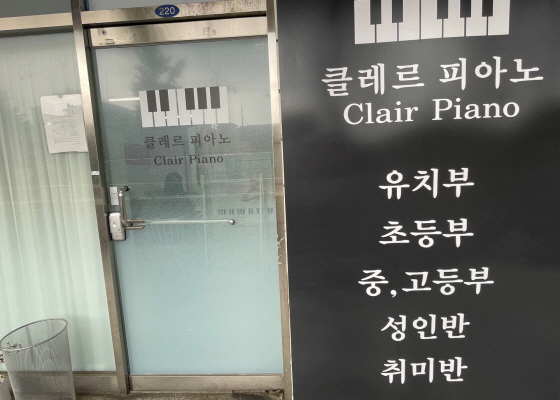 220
클레르 피아노
Clair Piano
클레르 피아노
Clair Piano
유치부
초등부
중,고등부
성인반
취미반